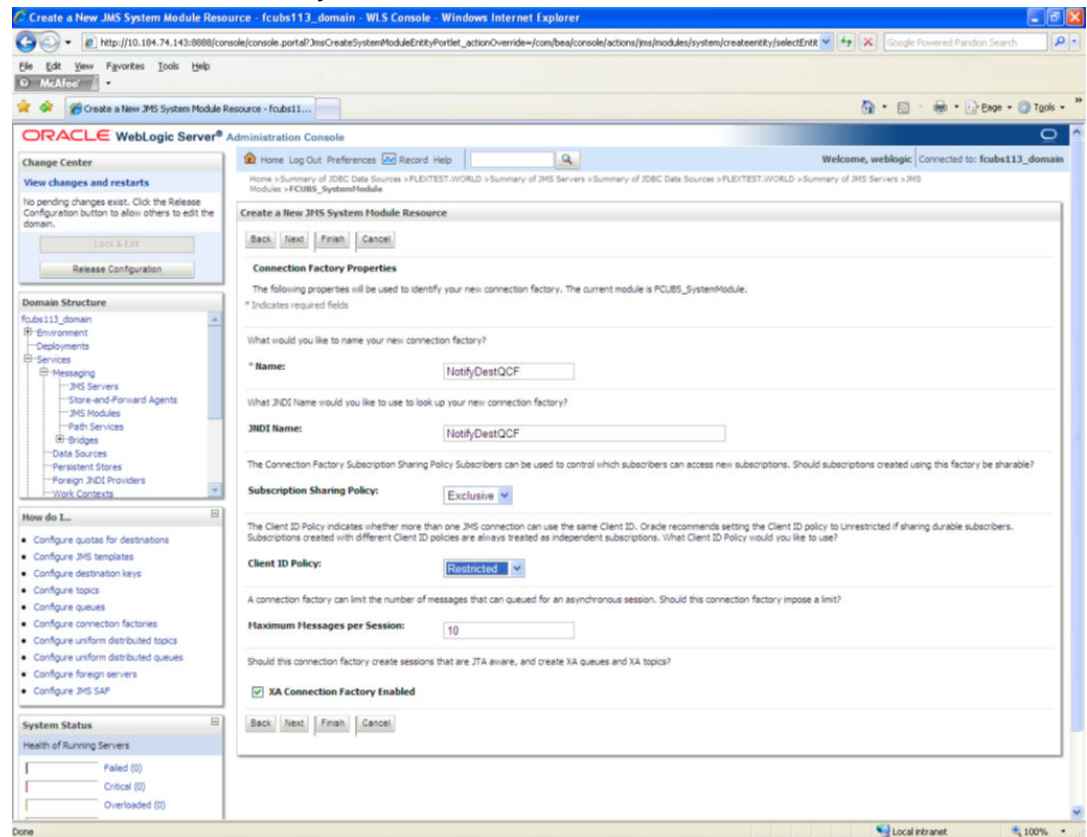 Create a New JMS System Module Resource - fcubs113_domain - WLS Console - Windows Internet Explorer
http://10.184.74.143:8888/console/console.portal?JmsCreateSystemModuleEntityPortlet_actionOverride=/com/bea/console/actions/jms/modules/system/createentity/selectEntit
Google Powered Pandion Search
File Edit View Favorites Tools Help
McAfee
Create a New JMS System Module Resource - fcubs11...
Page Tools
ORACLE WebLogic Server® Administration Console
Change Center
View changes and restarts
No pending changes exist. Click the Release
Configuration button to allow others to edit the
domain.
Lock & Edit
Release Configuration
Domain Structure
fcubs113_domain
Environment
Deployments
Services
Messaging
JMS Servers
Store-and-Forward Agents
JMS Modules
Path Services
Bridges
Data Sources
Persistent Stores
Foreign JNDI Providers
Work Contexts
How do I...
Configure quotas for destinations
Configure JMS templates
Configure destination keys
Configure topics
Configure queues
Configure connection factories
Configure uniform distributed topics
Configure uniform distributed queues
Configure foreign servers
Configure JMS SAF
System Status
Health of Running Servers
Failed (0)
Critical (0)
Overloaded (0)
Home Log Out Preferences Record Help
Welcome, weblogic Connected to: fcubs113_domain
Home >Summary of JDBC Data Sources >FLEXTEST.WORLD >Summary of JMS Servers >Summary of JDBC Data Sources >FLEXTEST.WORLD >Summary of JMS Servers >JMS
Modules >FCUBS_SystemModule
Create a New JMS System Module Resource
Back Next Finish Cancel
Connection Factory Properties
The following properties will be used to identify your new connection factory. The current module is FCUBS_SystemModule.
* Indicates required fields
What would you like to name your new connection factory?
* Name: NotifyDestQCF
What JNDI Name would you like to use to look up your new connection factory?
JNDI Name: NotifyDestQCF
The Connection Factory Subscription Sharing Policy Subscribers can be used to control which subscribers can access new subscriptions. Should subscriptions created using this factory be sharable?
Subscription Sharing Policy: Exclusive
The Client ID Policy indicates whether more than one JMS connection can use the same Client ID. Oracle recommends setting the Client ID policy to Unrestricted if sharing durable subscribers.
Subscriptions created with different Client ID policies are always treated as independent subscriptions. What Client ID Policy would you like to use?
Client ID Policy: Restricted
A connection factory can limit the number of messages that can queued for an asynchronous session. Should this connection factory impose a limit?
Maximum Messages per Session: 10
Should this connection factory create sessions that are JTA aware, and create XA queues and XA topics?
XA Connection Factory Enabled
Back Next Finish Cancel
Done
Local intranet
100%